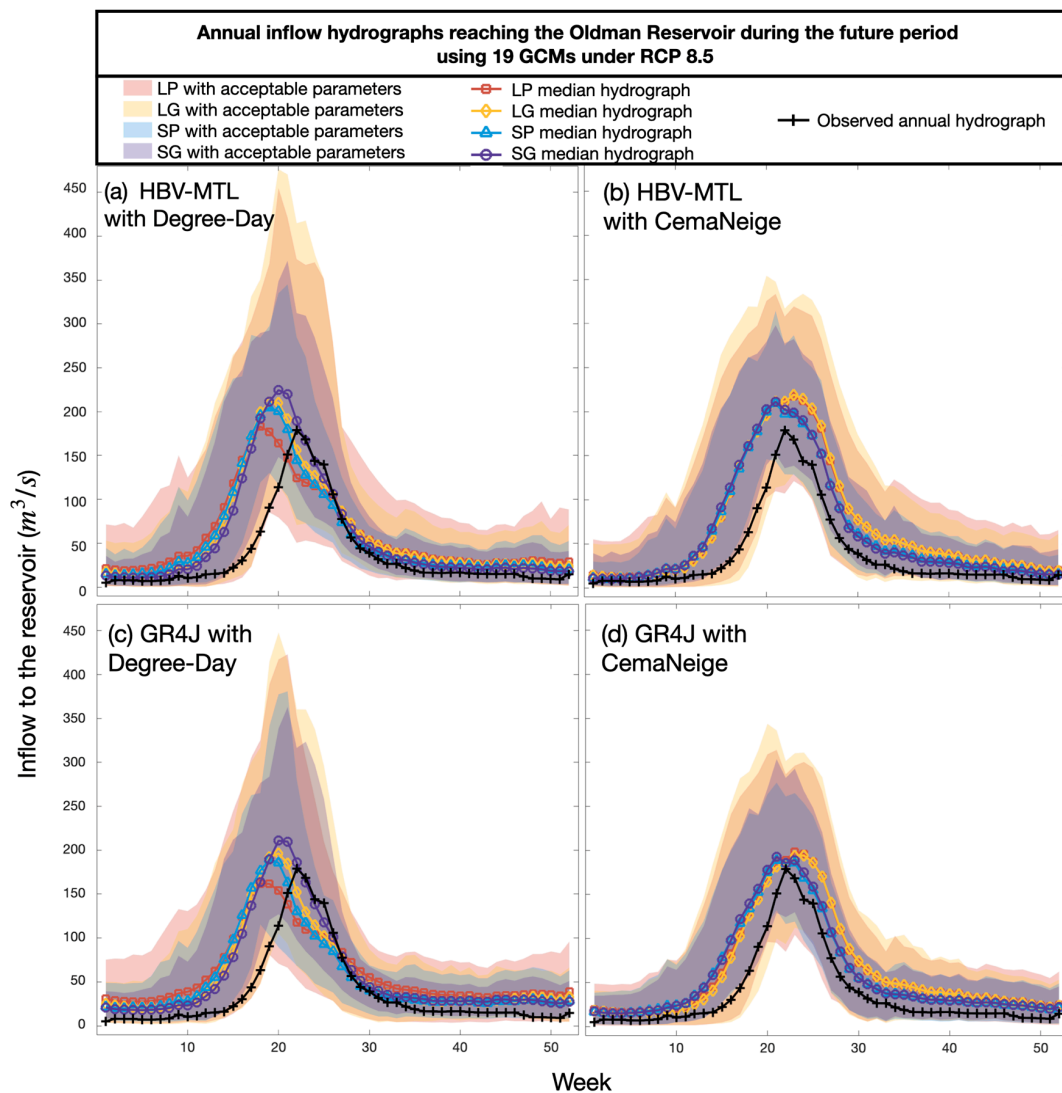 Annual inflow hydrographs reaching the Oldman Reservoir during the future period
using 19 GCMs under RCP 8.5
LP with acceptable parameters
LG with acceptable parameters
SP with acceptable parameters
SG with acceptable parameters
LP median hydrograph
LG median hydrograph
SP median hydrograph
SG median hydrograph
Observed annual hydrograph
Inflow to the reservoir (m³/s)
(a) HBV-MTL
with Degree-Day
450
400
350
300
250
200
150
100
50
0
(b) HBV-MTL
with CemaNeige
(c) GR4J with
Degree-Day
450
400
350
300
250
200
150
100
50
0
(d) GR4J with
CemaNeige
10 20 30 40 50
10 20 30 40 50
Week